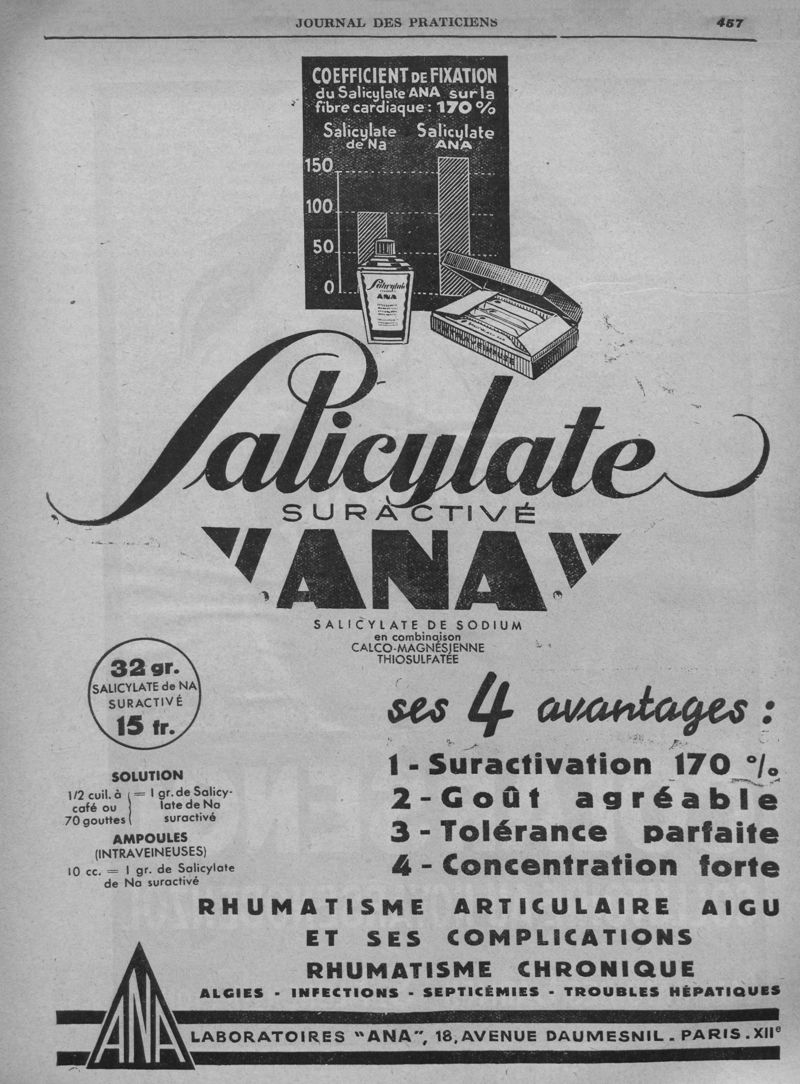 JOURNAL DES PRATICIENS 457
COEFFICIENT DE FIXATION
du Salicylate ANA sur la
fibre cardiaque : 170 %
Salicylate de Na
Salicylate ANA
150
100
50
0
Salicylate
ANA
Salicylate
SURACTIVÉ
"ANA"
SALICYLATE DE SODIUM
en combinaison
CALCO-MAGNÉSIENNE
THIOSULFATÉE
32 gr.
SALICYLATE de NA
SURACTIVÉ
15 fr.
SOLUTION
1/2 cuil. à = 1 gr. de Salicy-
café ou late de Na
70 gouttes suractivé
AMPOULES
(INTRAVEINEUSES)
10 cc. = 1 gr. de Salicylate
de Na suractivé
ses 4 avantages :
1 - Suractivation 170 %
2 - Goût agréable
3 - Tolérance parfaite
4 - Concentration forte
RHUMATISME ARTICULAIRE AIGU
ET SES COMPLICATIONS
RHUMATISME CHRONIQUE
ALGIES - INFECTIONS - SEPTICÉMIES - TROUBLES HÉPATIQUES
ANA
LABORATOIRES "ANA", 18, AVENUE DAUMESNIL. PARIS. XIIe